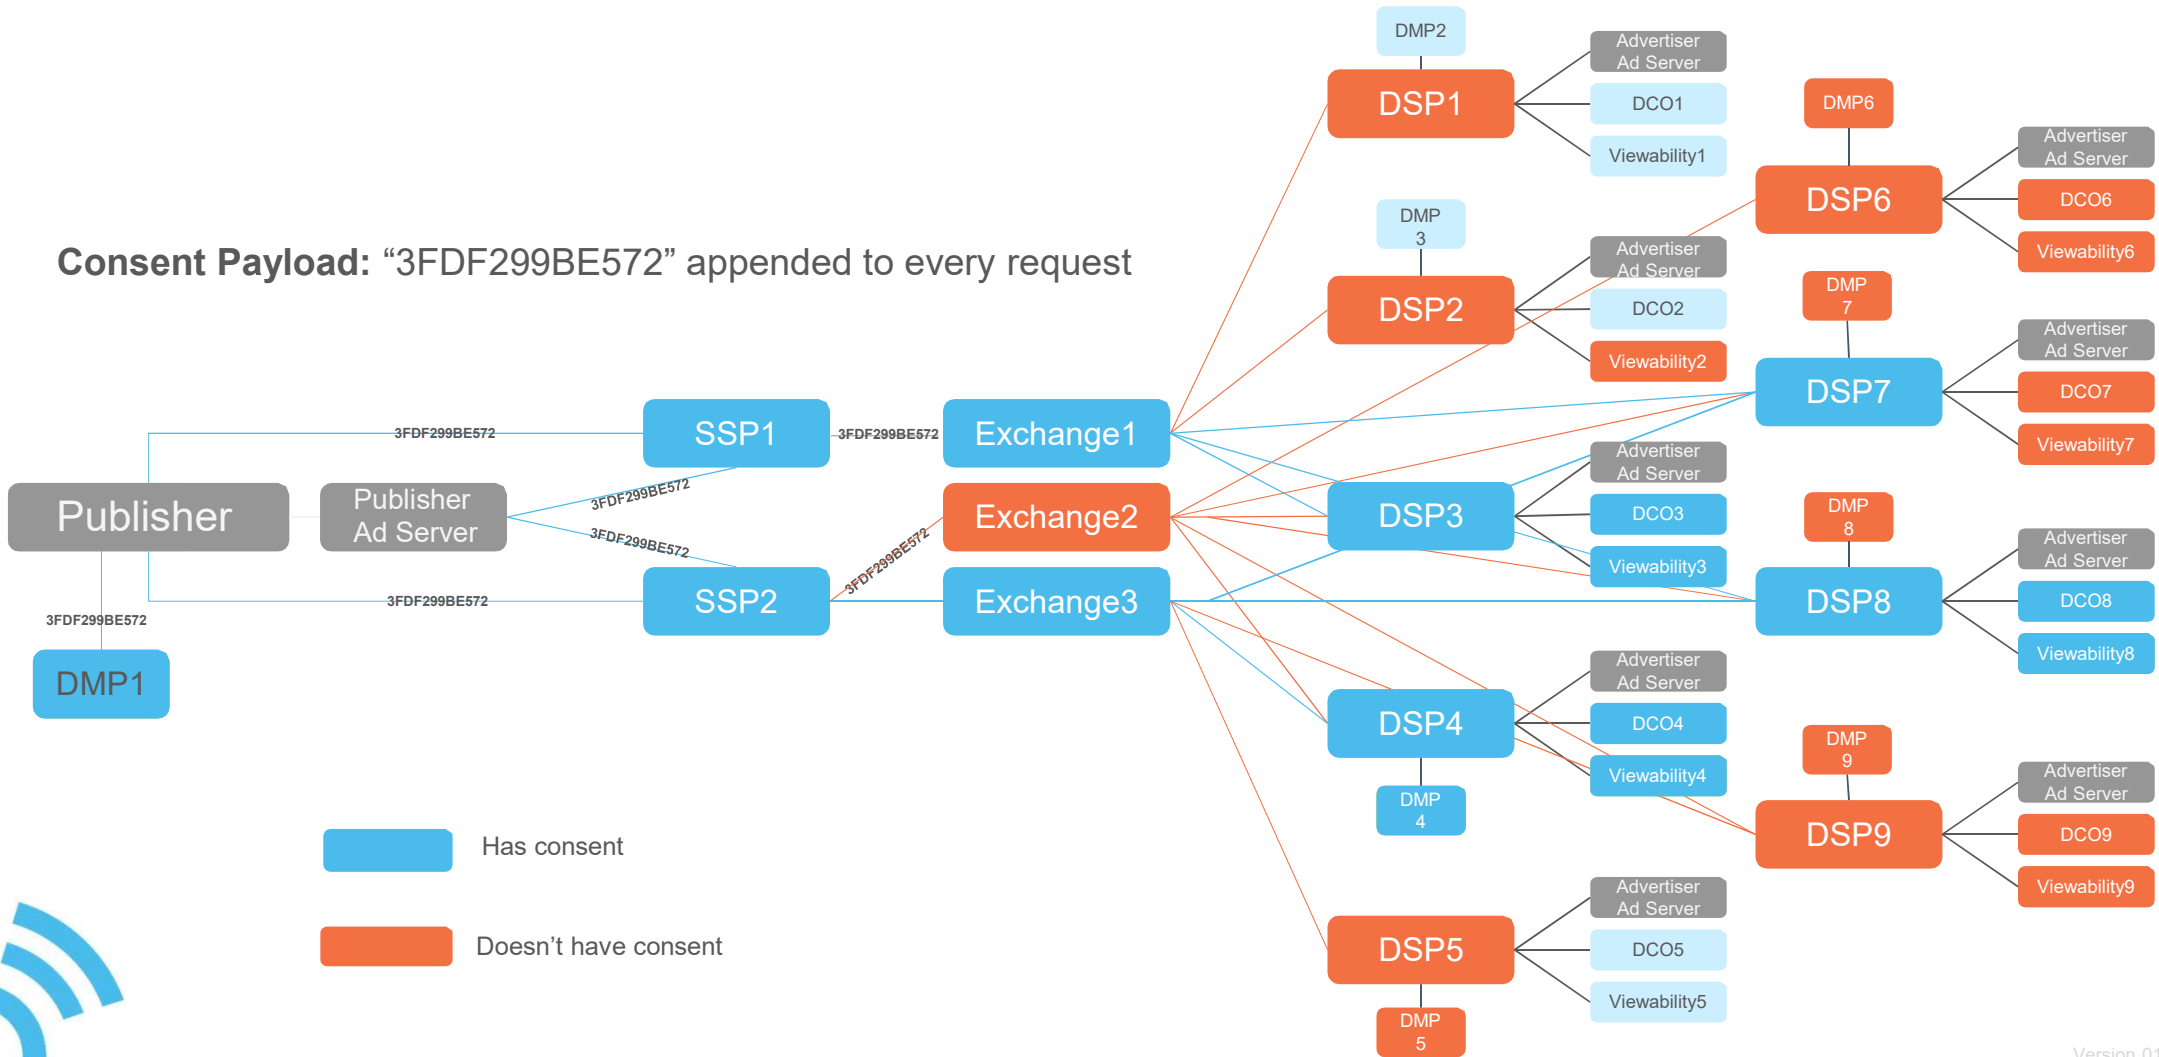 DMP2
Advertiser
Ad Server
DSP1
DCO1
Viewability1
DMP6
Advertiser
Ad Server
DSP6
DCO6
Viewability6
DMP
3
Advertiser
Ad Server
DSP2
DCO2
Viewability2
Consent Payload: “3FDF299BE572” appended to every request
DMP
7
Advertiser
Ad Server
DSP7
DCO7
Viewability7
3FDF299BE572
SSP1
3FDF299BE572
Exchange1
Publisher
Publisher
Ad Server
3FDF299BE572
3FDF299BE572
3FDF299BE572
Exchange2
Advertiser
Ad Server
DSP3
DCO3
Viewability3
DMP
8
Advertiser
Ad Server
DSP8
DCO8
Viewability8
3FDF299BE572
SSP2
Exchange3
3FDF299BE572
DMP1
Advertiser
Ad Server
DSP4
DCO4
Viewability4
DMP
4
DMP
9
Advertiser
Ad Server
DSP9
DCO9
Viewability9
Has consent
Doesn’t have consent
Advertiser
Ad Server
DSP5
DCO5
Viewability5
DMP
5
Version 01